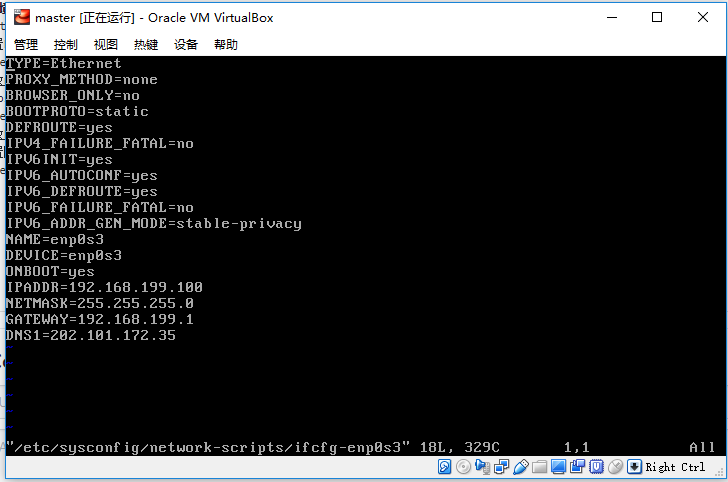 master [正在运行] - Oracle VM VirtualBox
管理 控制 视图 热键 设备 帮助
TYPE=Ethernet
PROXY_METHOD=none
BROWSER_ONLY=no
BOOTPROTO=static
DEFROUTE=yes
IPV4_FAILURE_FATAL=no
IPV6INIT=yes
IPV6_AUTOCONF=yes
IPV6_DEFROUTE=yes
IPV6_FAILURE_FATAL=no
IPV6_ADDR_GEN_MODE=stable-privacy
NAME=enp0s3
DEVICE=enp0s3
ONBOOT=yes
IPADDR=192.168.199.100
NETMASK=255.255.255.0
GATEWAY=192.168.199.1
DNS1=202.101.172.35
~
~
~
~
~
~
"/etc/sysconfig/network-scripts/ifcfg-enp0s3" 18L, 329C 1,1 All
Right Ctrl